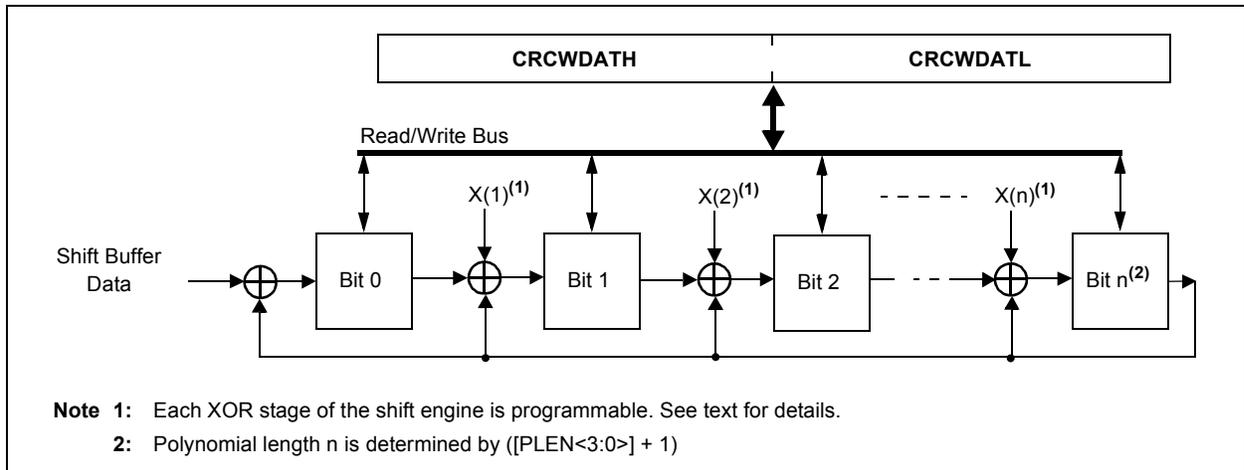 CRCWDATH CRCWDATL
Read/Write Bus
X(1)(1) X(2)(1) X(n)(1)
Shift Buffer
Data
Bit 0 Bit 1 Bit 2 Bit n(2)
Note 1: Each XOR stage of the shift engine is programmable. See text for details.
2: Polynomial length n is determined by ([PLEN<3:0>] + 1)